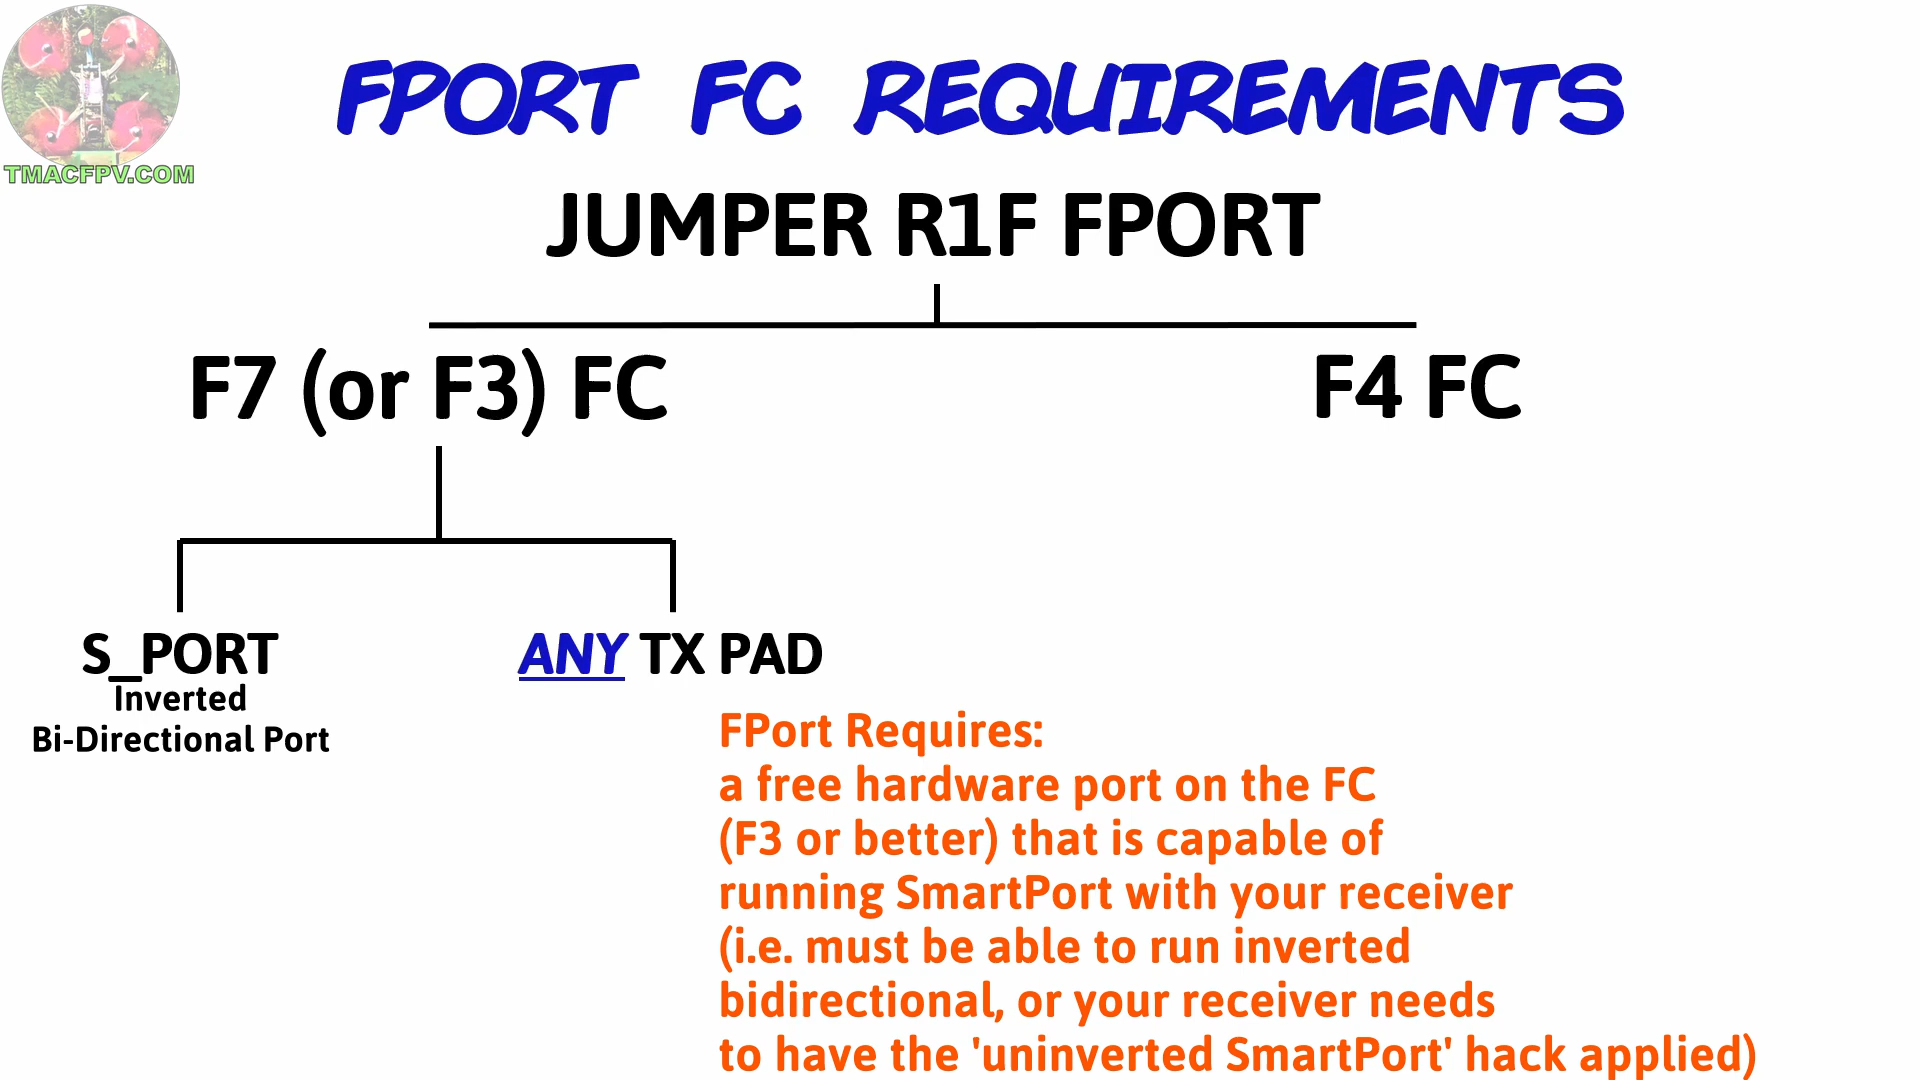 FPORT FC REQUIREMENTS
TMACFPV.COM
JUMPER R1F FPORT
F7 (or F3) FC
F4 FC
S_PORT
Inverted
Bi-Directional Port
ANY TX PAD
FPort Requires:
a free hardware port on the FC
(F3 or better) that is capable of
running SmartPort with your receiver
(i.e. must be able to run inverted
bidirectional, or your receiver needs
to have the 'uninverted SmartPort' hack applied)